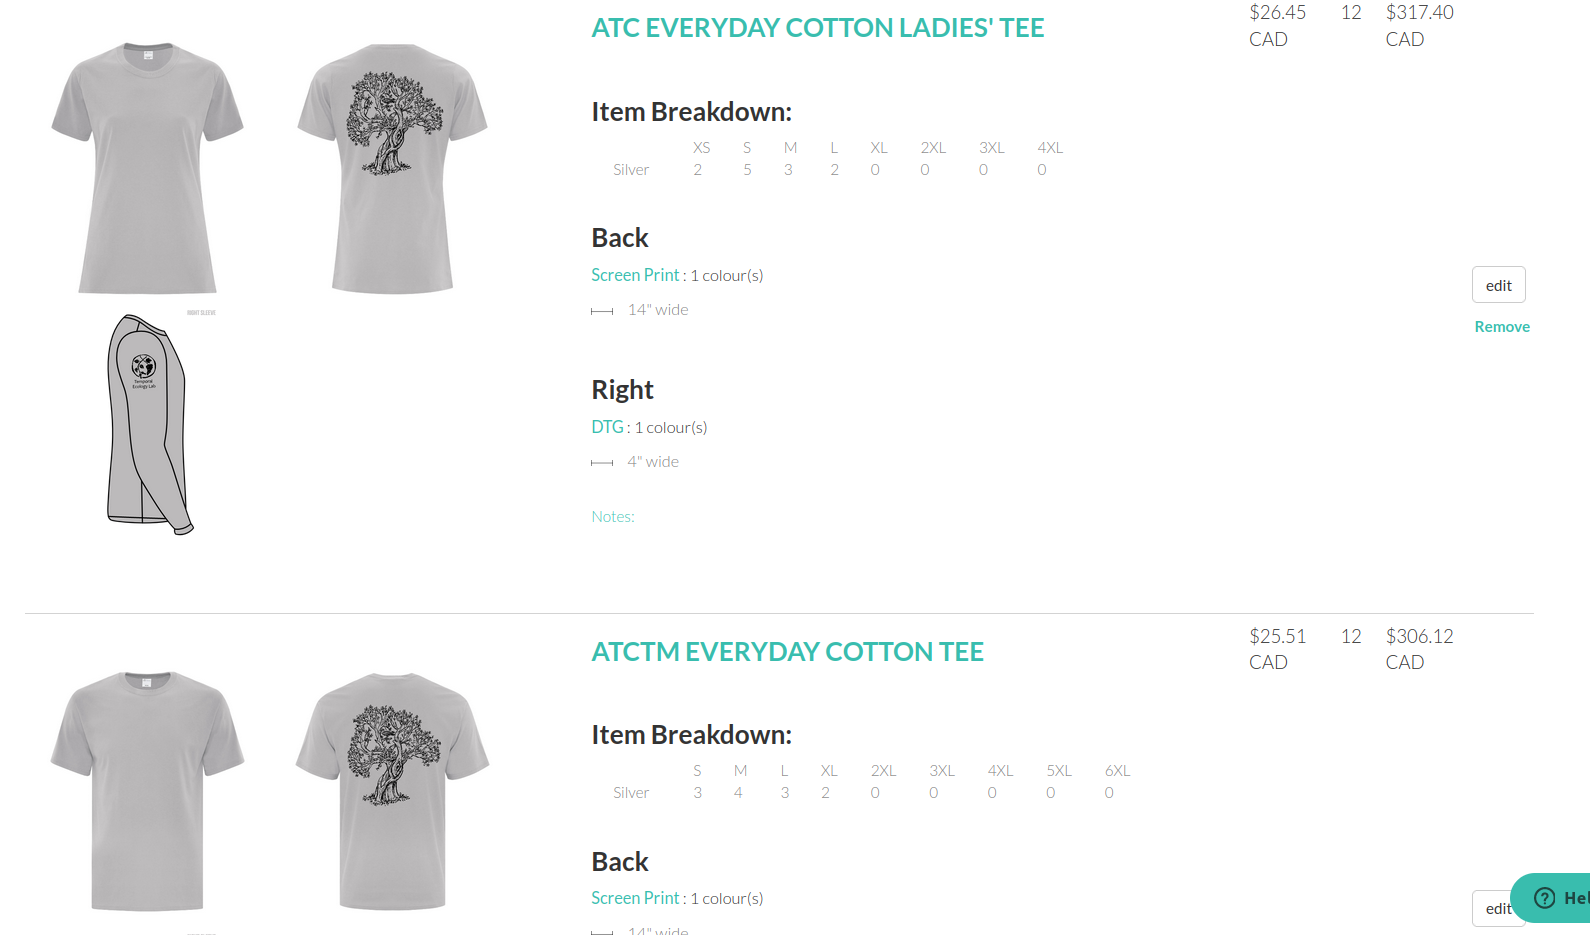 ATC EVERYDAY COTTON LADIES' TEE
$26.45 CAD
12
$317.40 CAD
Item Breakdown:
XS S M L XL 2XL 3XL 4XL
Silver 2 5 3 2 0 0 0 0
Back
Screen Print : 1 colour(s)
14" wide
edit
Remove
RIGHT SLEEVE
Temporal
Ecology Lab
Right
DTG : 1 colour(s)
4" wide
Notes:
ATCTM EVERYDAY COTTON TEE
$25.51 CAD
12
$306.12 CAD
Item Breakdown:
S M L XL 2XL 3XL 4XL 5XL 6XL
Silver 3 4 3 2 0 0 0 0 0
Back
Screen Print : 1 colour(s)
14" wide
edit
Hel